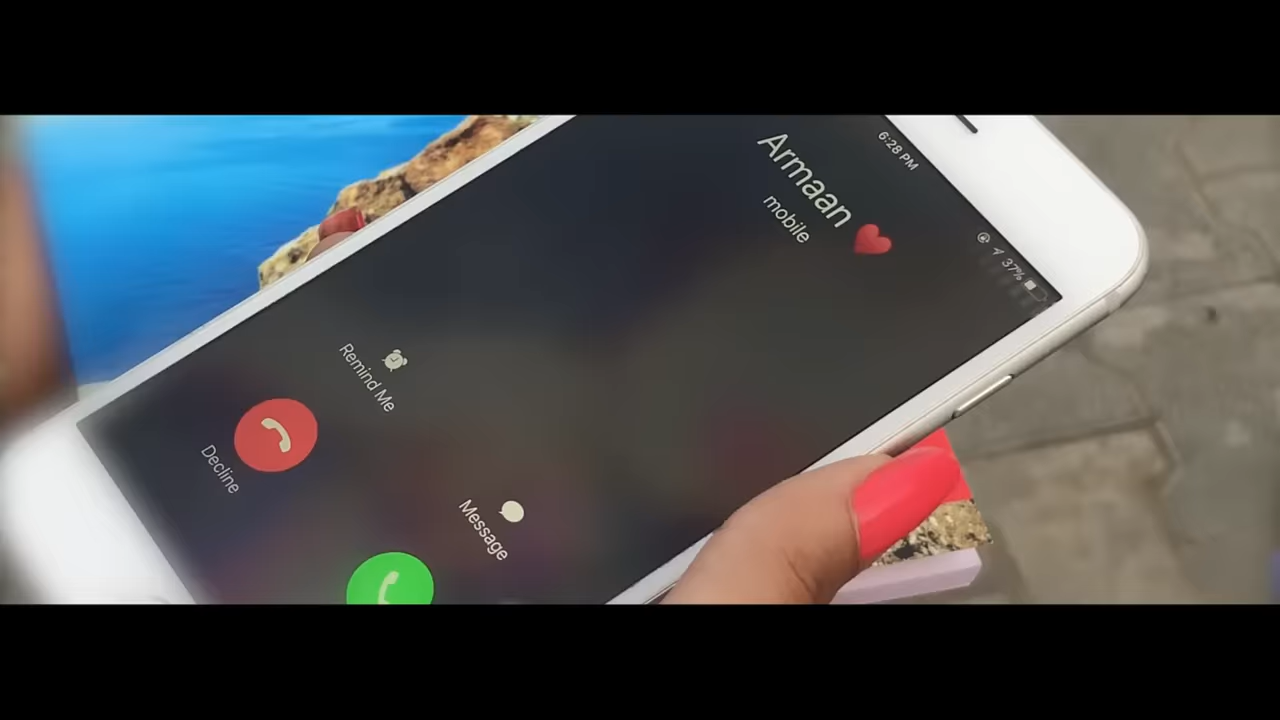 6:28 PM
37%
Armaan ❤️
mobile
Remind Me
Message
Decline